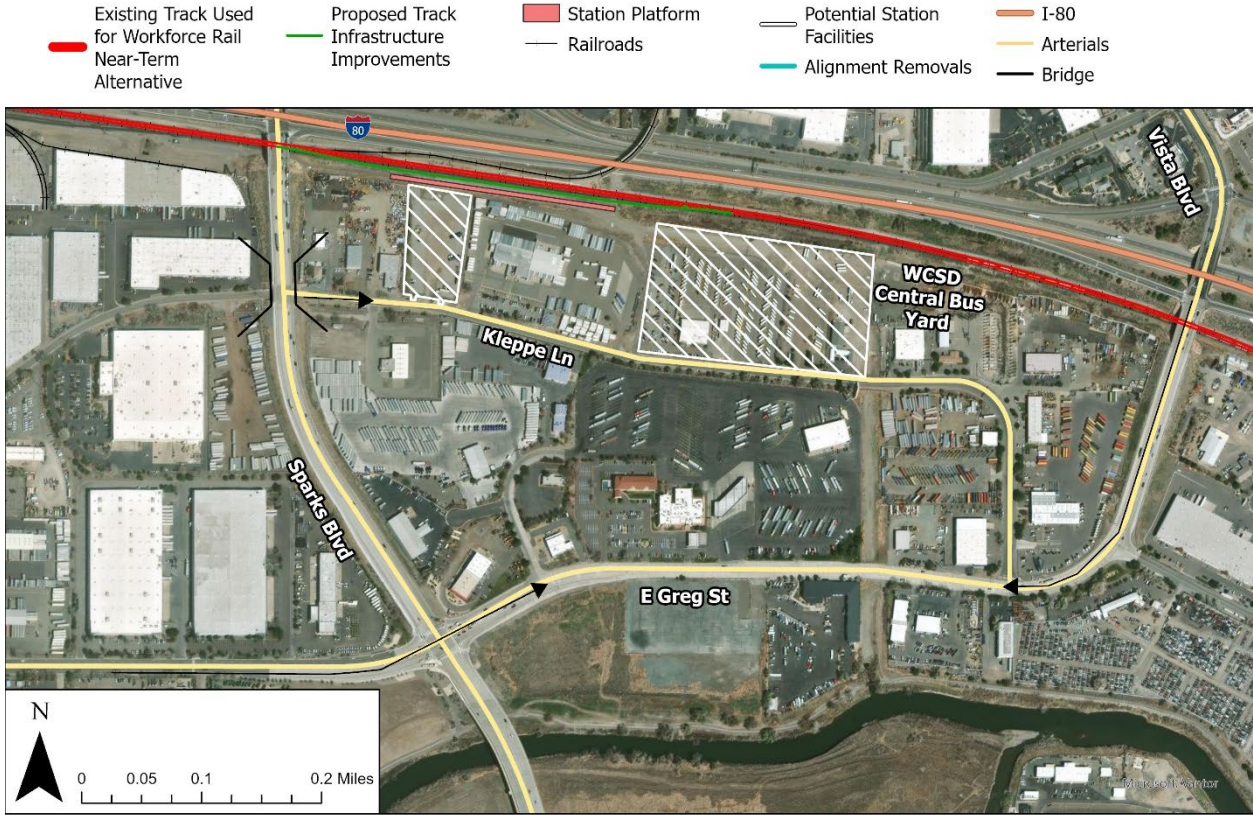 Existing Track Used
for Workforce Rail
Near-Term
Alternative
Proposed Track
Infrastructure
Improvements
Station Platform
Railroads
Potential Station
Facilities
Alignment Removals
I-80
Arterials
Bridge
80
Vista Blvd
WCSD
Central Bus
Yard
Kleppe Ln
Sparks Blvd
E Greg St
N
0 0.05 0.1 0.2 Miles
Microsoft, Vantor